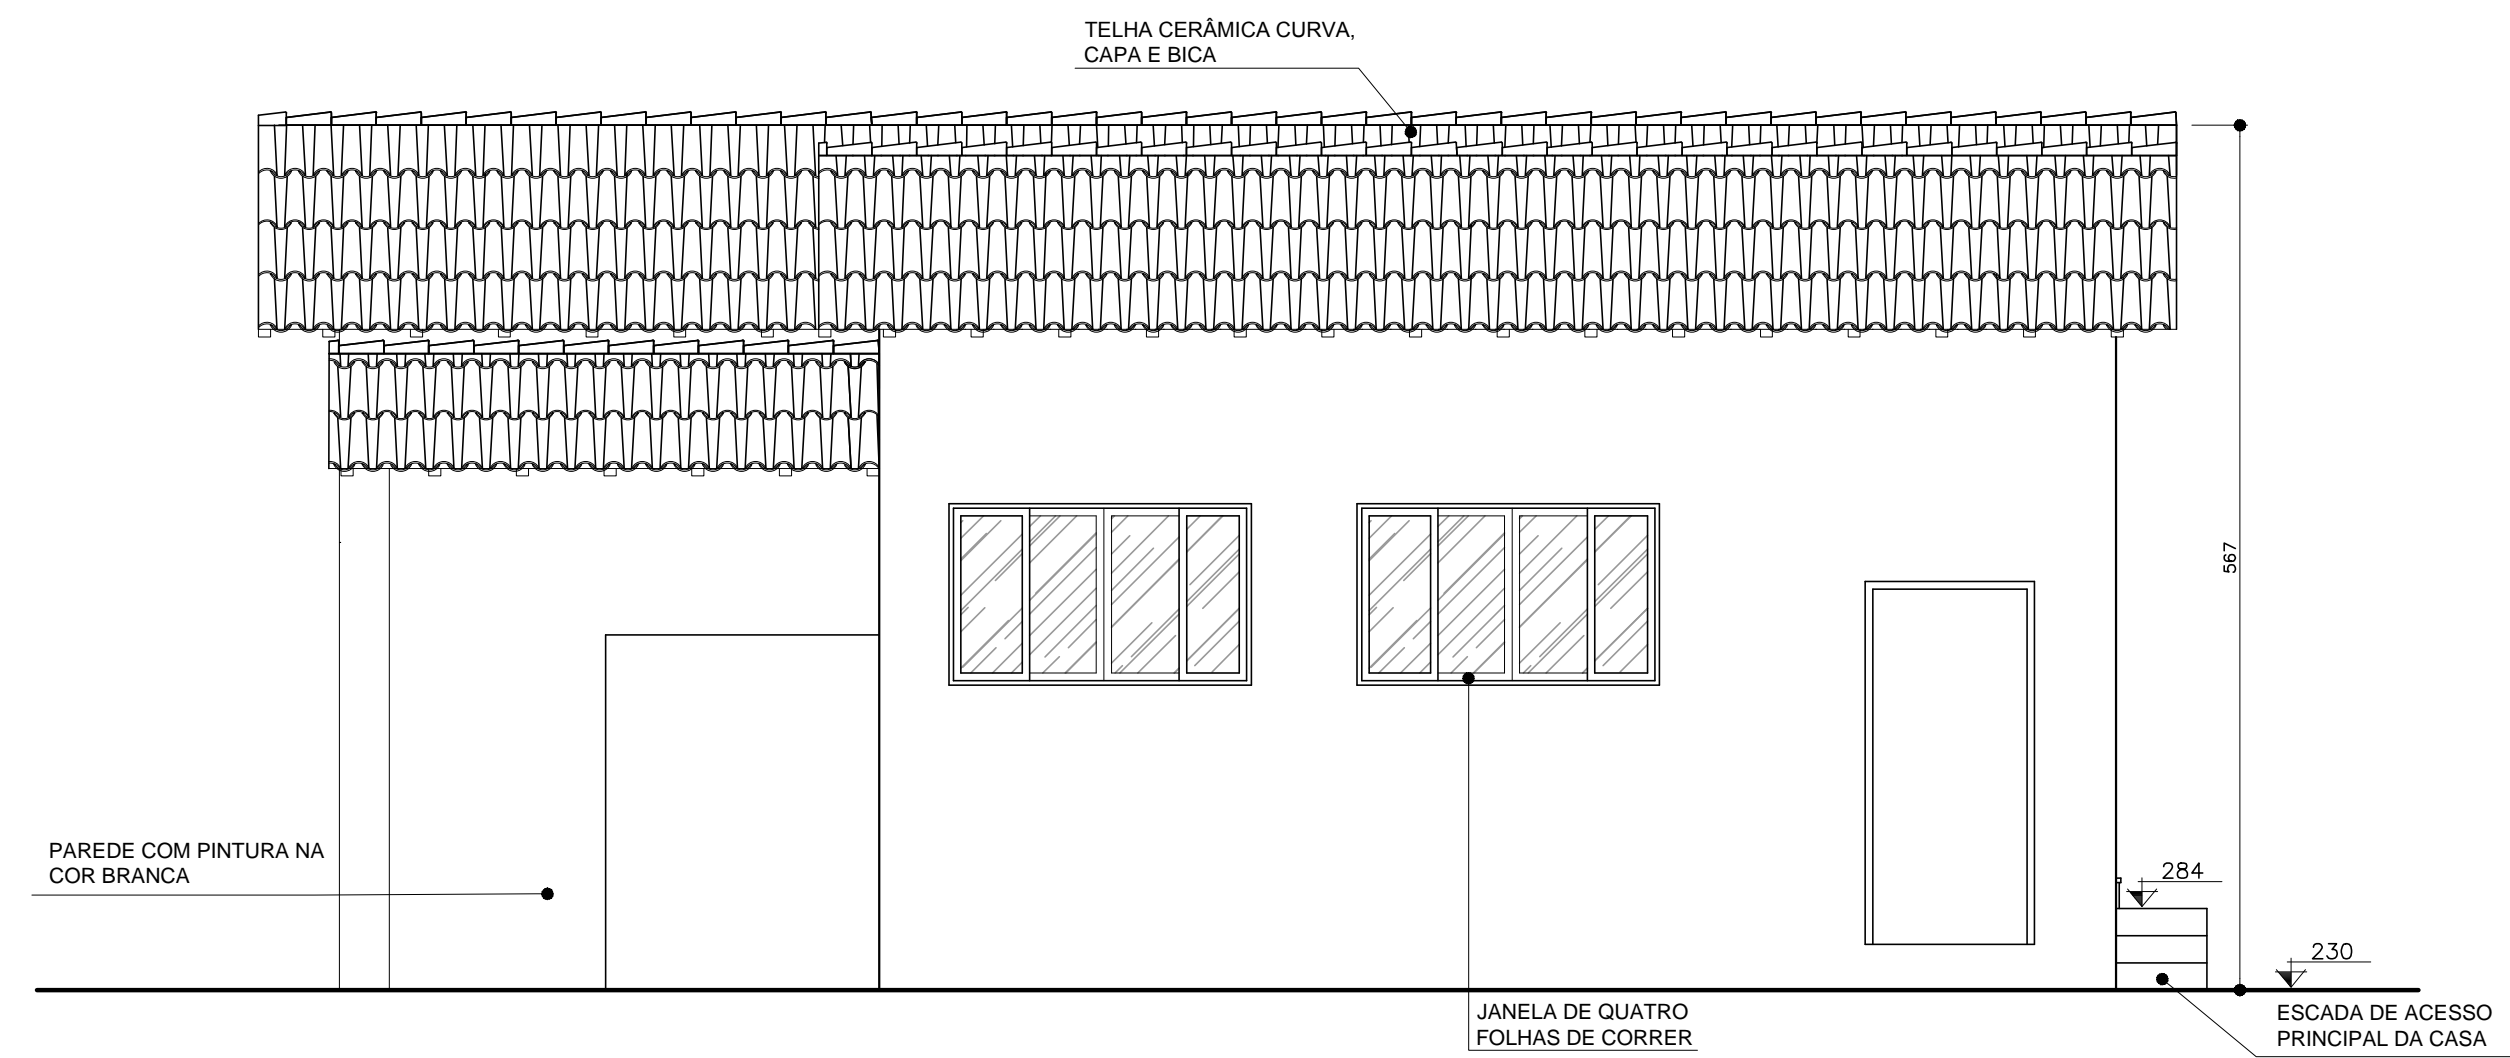 TELHA CERÂMICA CURVA,
CAPA E BICA
567
PAREDE COM PINTURA NA
COR BRANCA
284
230
JANELA DE QUATRO
FOLHAS DE CORRER
ESCADA DE ACESSO
PRINCIPAL DA CASA